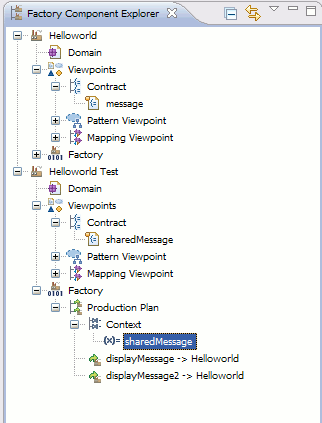 Factory Component Explorer
Helloworld
Domain
Viewpoints
Contract
message
Pattern Viewpoint
Mapping Viewpoint
Factory
Helloworld Test
Domain
Viewpoints
Contract
sharedMessage
Pattern Viewpoint
Mapping Viewpoint
Factory
Production Plan
Context
(x)= sharedMessage
displayMessage -> Helloworld
displayMessage2 -> Helloworld